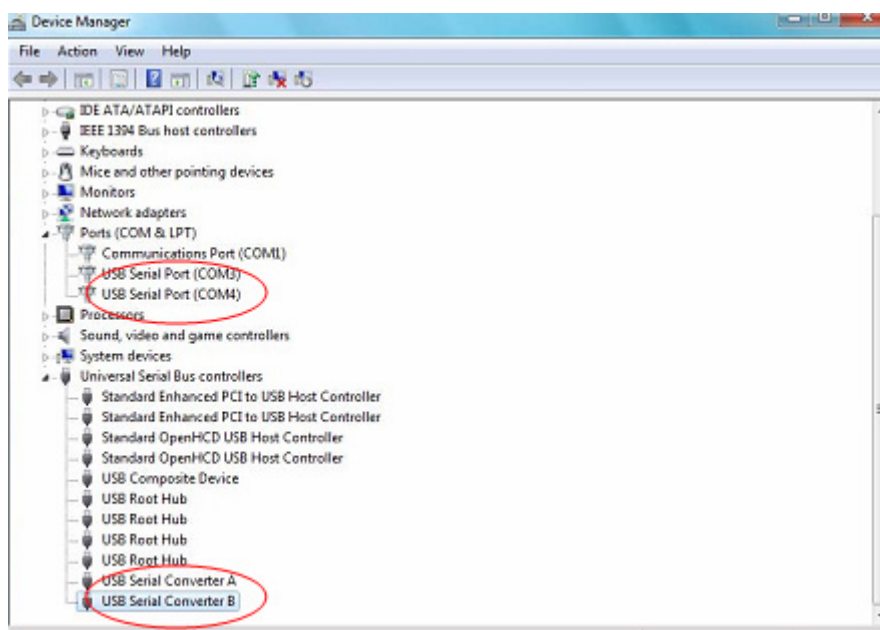 Device Manager
File Action View Help
IDE ATA/ATAPI controllers
IEEE 1394 Bus host controllers
Keyboards
Mice and other pointing devices
Monitors
Network adapters
Ports (COM & LPT)
Communications Port (COM1)
USB Serial Port (COM3)
USB Serial Port (COM4)
Processors
Sound, video and game controllers
System devices
Universal Serial Bus controllers
Standard Enhanced PCI to USB Host Controller
Standard Enhanced PCI to USB Host Controller
Standard OpenHCD USB Host Controller
Standard OpenHCD USB Host Controller
USB Composite Device
USB Root Hub
USB Root Hub
USB Root Hub
USB Root Hub
USB Serial Converter A
USB Serial Converter B